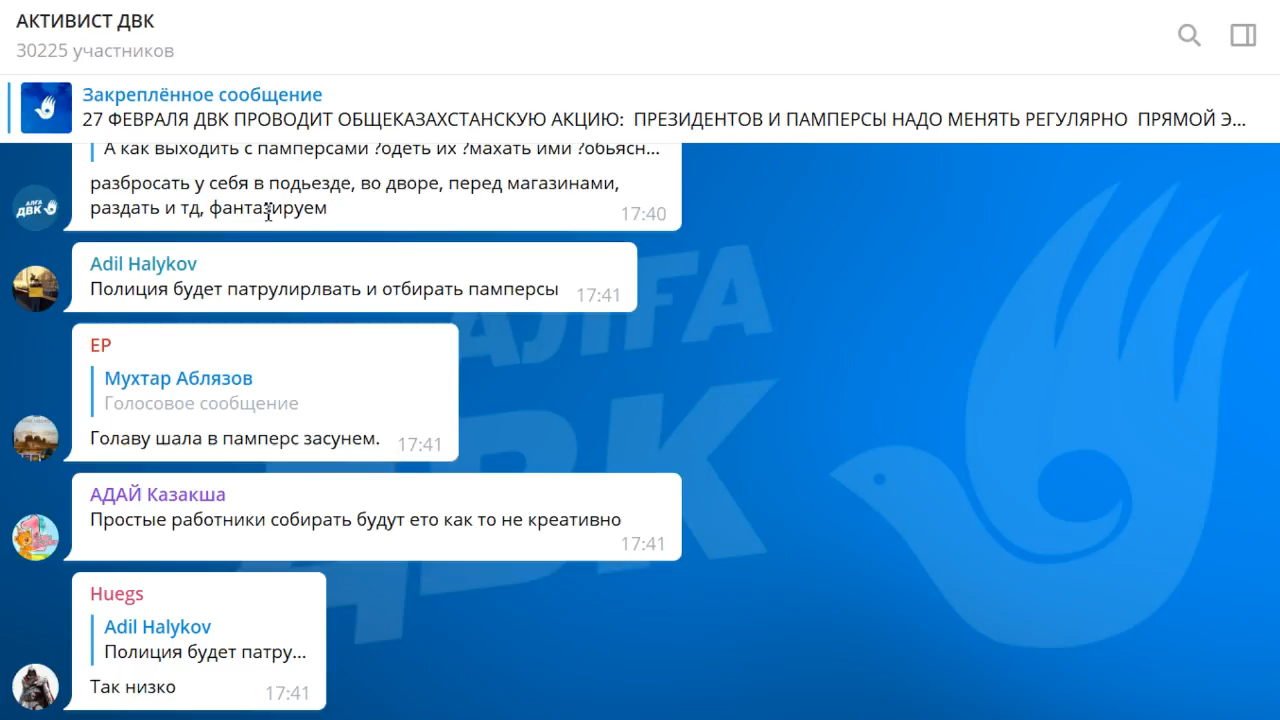 АКТИВИСТ ДВК
30225 участников
Закреплённое сообщение
27 ФЕВРАЛЯ ДВК ПРОВОДИТ ОБЩЕКАЗАХСТАНСКУЮ АКЦИЮ: ПРЕЗИДЕНТОВ И ПАМПЕРСЫ НАДО МЕНЯТЬ РЕГУЛЯРНО ПРЯМОЙ Э...
А как выходить с памперсами ?одеть их ?махать ими ?обьясн...
разбросать у себя в подьезде, во дворе, перед магазинами,
раздать и тд, фантазируем
17:40
АЛГА
ДВК
Adil Halykov
Полиция будет патрулирлвать и отбирать памперсы
17:41
EP
Мухтар Аблязов
Голосовое сообщение
Голаву шала в памперс засунем.
17:41
АДАЙ Казакша
Простые работники собирать будут ето как то не креативно
17:41
Huegs
Adil Halykov
Полиция будет патру...
Так низко
17:41
АЛҒА
ДВК